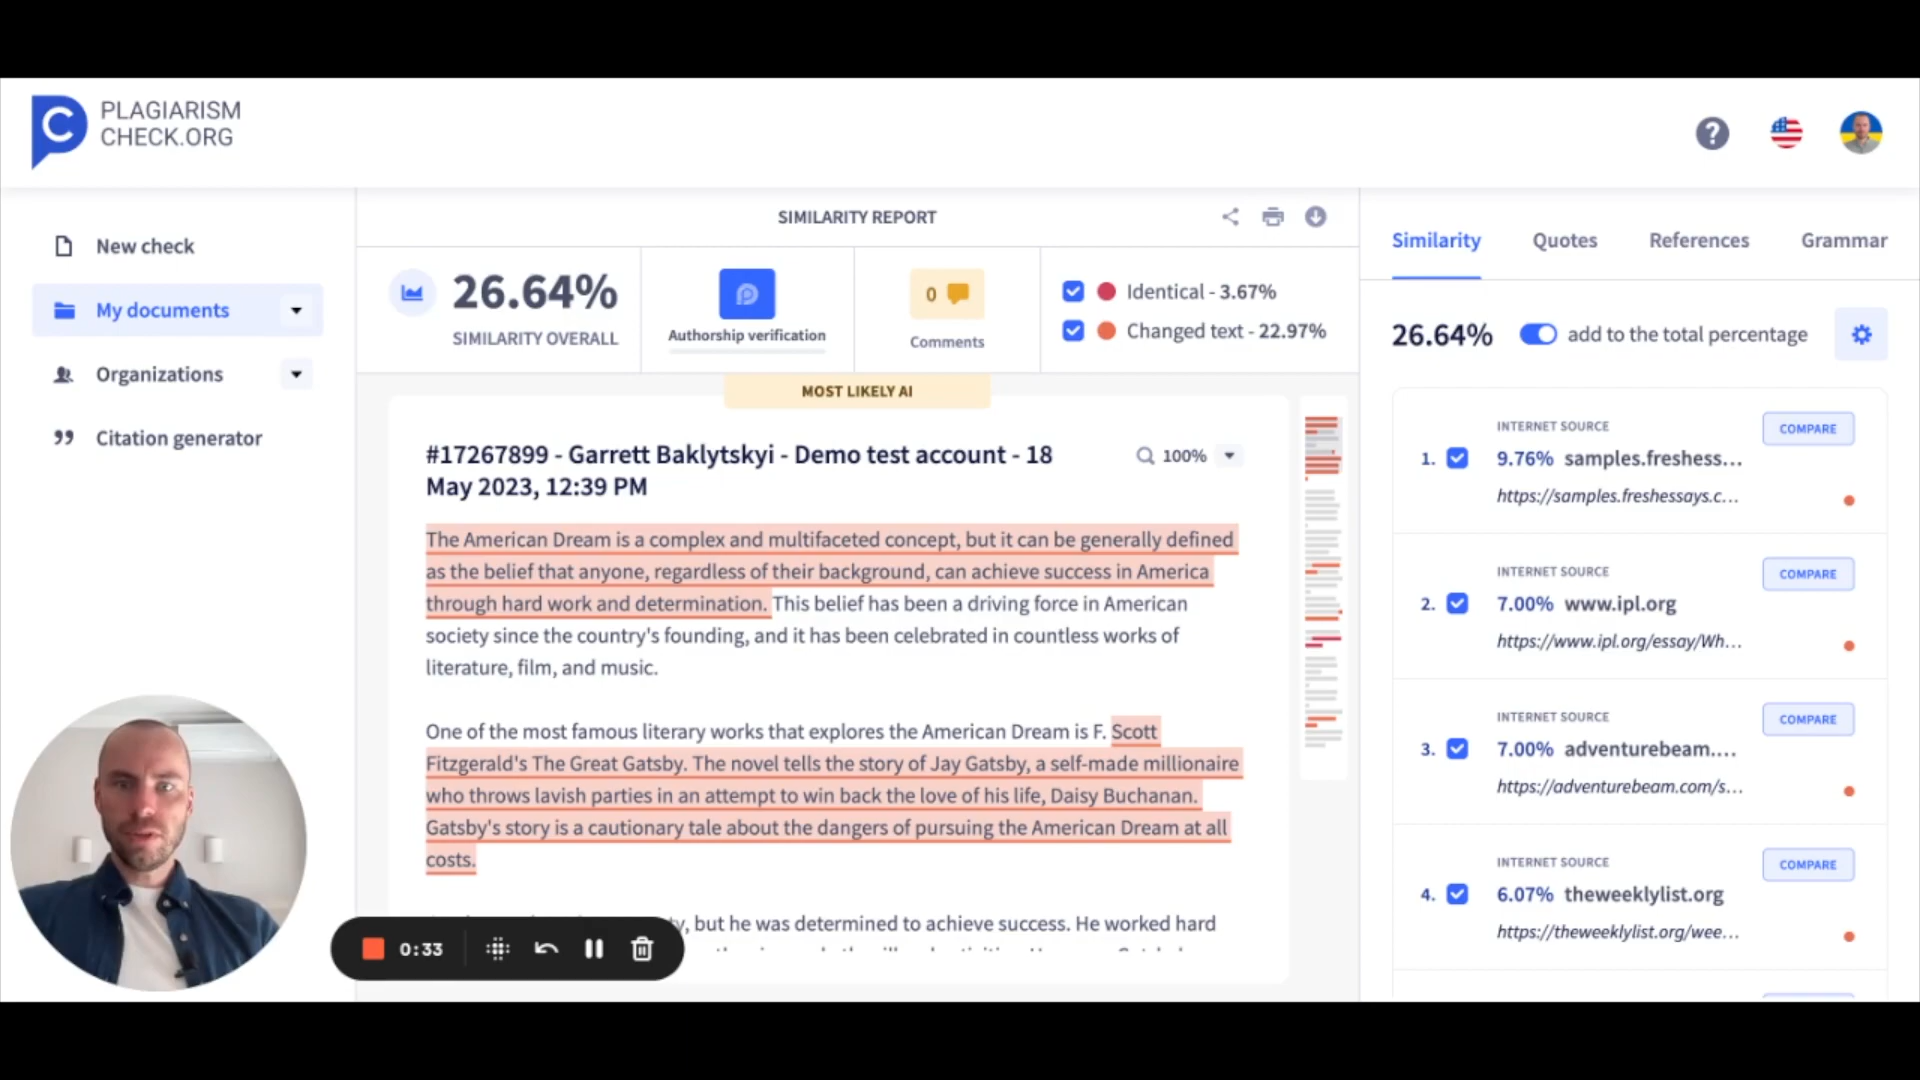 PLAGIARISM
CHECK.ORG
New check
My documents
Organizations
Citation generator
SIMILARITY REPORT
26.64%
SIMILARITY OVERALL
Authorship verification
0
Comments
Identical - 3.67%
Changed text - 22.97%
MOST LIKELY AI
#17267899 - Garrett Baklytskyi - Demo test account - 18
May 2023, 12:39 PM
100%
The American Dream is a complex and multifaceted concept, but it can be generally defined
as the belief that anyone, regardless of their background, can achieve success in America
through hard work and determination. This belief has been a driving force in American
society since the country's founding, and it has been celebrated in countless works of
literature, film, and music.
One of the most famous literary works that explores the American Dream is F. Scott
Fitzgerald's The Great Gatsby. The novel tells the story of Jay Gatsby, a self-made millionaire
who throws lavish parties in an attempt to win back the love of his life, Daisy Buchanan.
Gatsby's story is a cautionary tale about the dangers of pursuing the American Dream at all
costs.
but he was determined to achieve success. He worked hard
0:33
Similarity
Quotes
References
Grammar
26.64%
add to the total percentage
INTERNET SOURCE
COMPARE
1.
9.76% samples.freshess...
https://samples.freshessays.c...
INTERNET SOURCE
COMPARE
2.
7.00% www.ipl.org
https://www.ipl.org/essay/Wh...
INTERNET SOURCE
COMPARE
3.
7.00% adventurebeam....
https://adventurebeam.com/s...
INTERNET SOURCE
COMPARE
4.
6.07% theweeklylist.org
https://theweeklylist.org/wee...